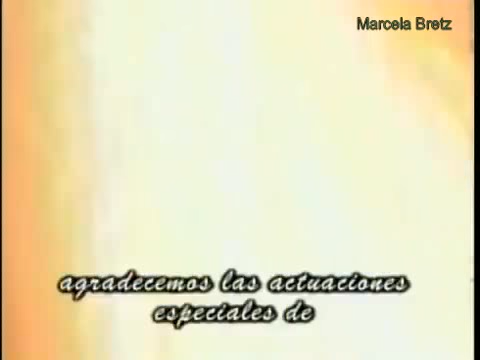 Marcela Bretz
agradecemos las actuaciones
especiales de